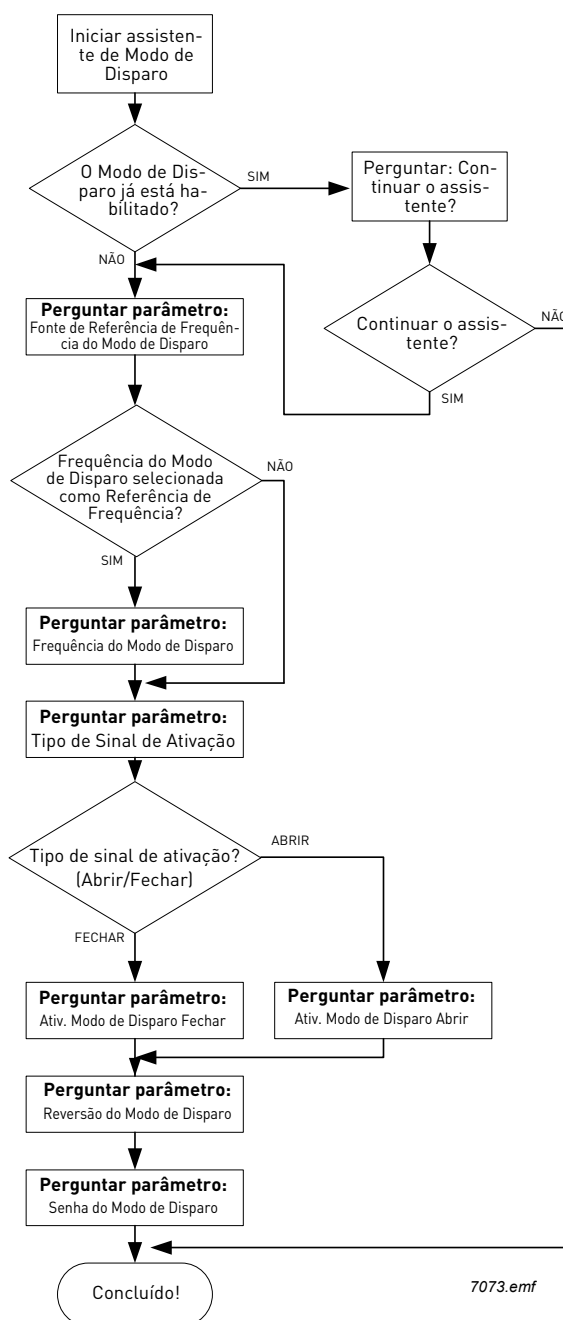 Iniciar assisten-
te de Modo de
Disparo
O Modo de Dis-
paro já está ha-
bilitado?
SIM
Perguntar: Con-
tinuar o assis-
tente?
NÃO
Perguntar parâmetro:
Fonte de Referência de Frequên-
cia do Modo de Disparo
Continuar o assis-
tente?
NÃO
SIM
Frequência do Modo
de Disparo selecionada
como Referência de
Frequência?
NÃO
SIM
Perguntar parâmetro:
Frequência do Modo de Disparo
Perguntar parâmetro:
Tipo de Sinal de Ativação
Tipo de sinal de ativação?
(Abrir/Fechar)
ABRIR
FECHAR
Perguntar parâmetro:
Ativ. Modo de Disparo Fechar
Perguntar parâmetro:
Ativ. Modo de Disparo Abrir
Perguntar parâmetro:
Reversão do Modo de Disparo
Perguntar parâmetro:
Senha do Modo de Disparo
Concluído!
7073.emf